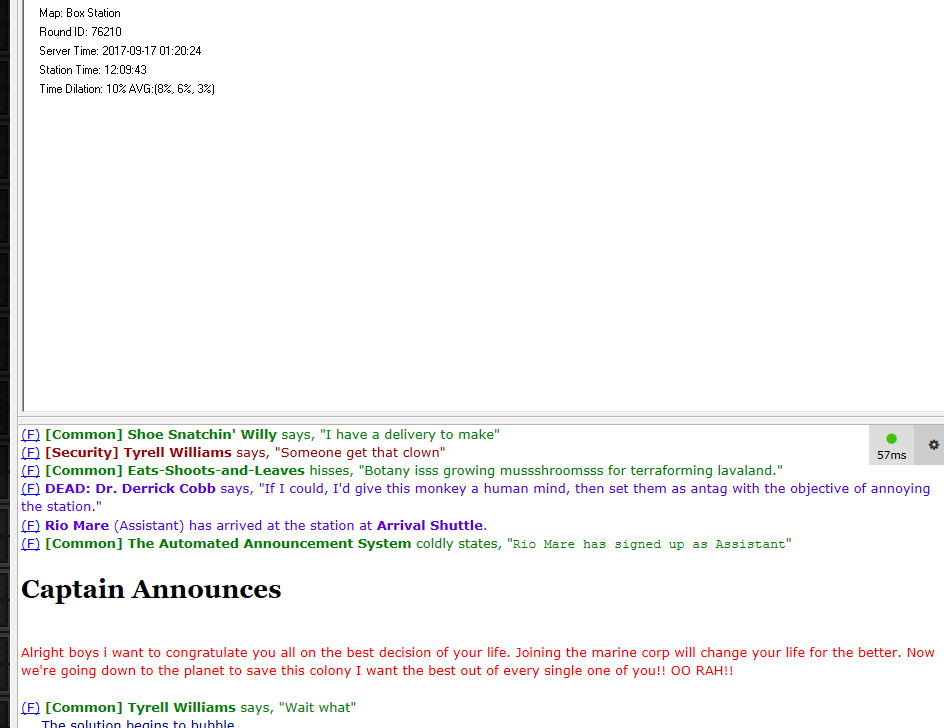 Map: Box Station
Round ID: 76210
Server Time: 2017-09-17 01:20:24
Station Time: 12:09:43
Time Dilation: 10% AVG:(8%, 6%, 3%)
(F) [Common] Shoe Snatchin' Willy says, "I have a delivery to make"
57ms
(F) [Security] Tyrell Williams says, "Someone get that clown"
(F) [Common] Eats-Shoots-and-Leaves hisses, "Botany isss growing mussshroomsss for terraforming lavaland."
(F) DEAD: Dr. Derrick Cobb says, "If I could, I'd give this monkey a human mind, then set them as antag with the objective of annoying
the station."
(F) Rio Mare (Assistant) has arrived at the station at Arrival Shuttle.
(F) [Common] The Automated Announcement System coldly states, "Rio Mare has signed up as Assistant"
Captain Announces
Alright boys i want to congratulate you all on the best decision of your life. Joining the marine corp will change your life for the better. Now
we're going down to the planet to save this colony I want the best out of every single one of you!! OO RAH!!
(F) [Common] Tyrell Williams says, "Wait what"
The solution begins to bubble.